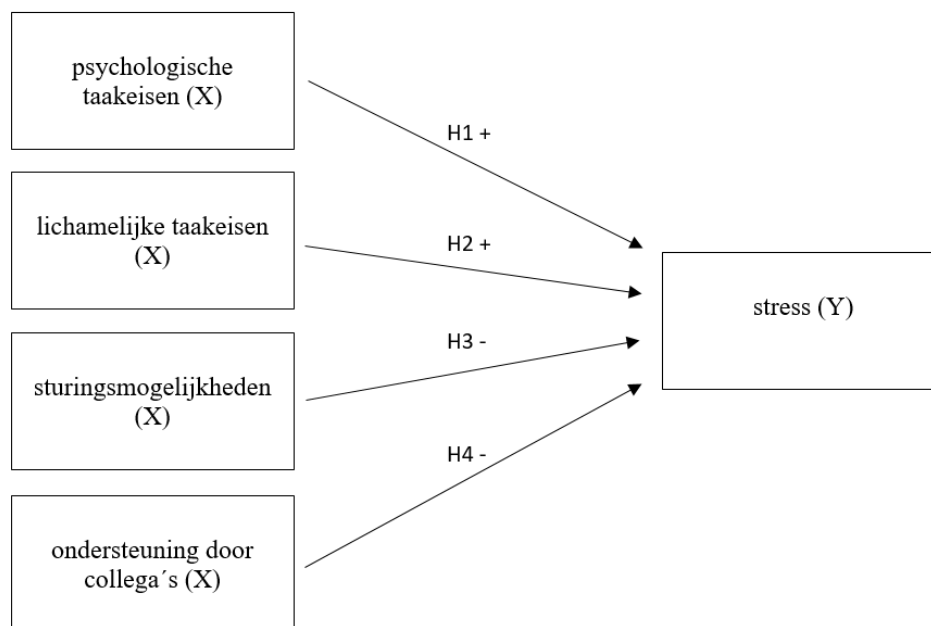 psychologische
taakeisen (X)
H1 +
lichamelijke taakeisen
(X)
H2 +
stress (Y)
sturingsmogelijkheden
(X)
H3 -
ondersteuning door
collega´s (X)
H4 -